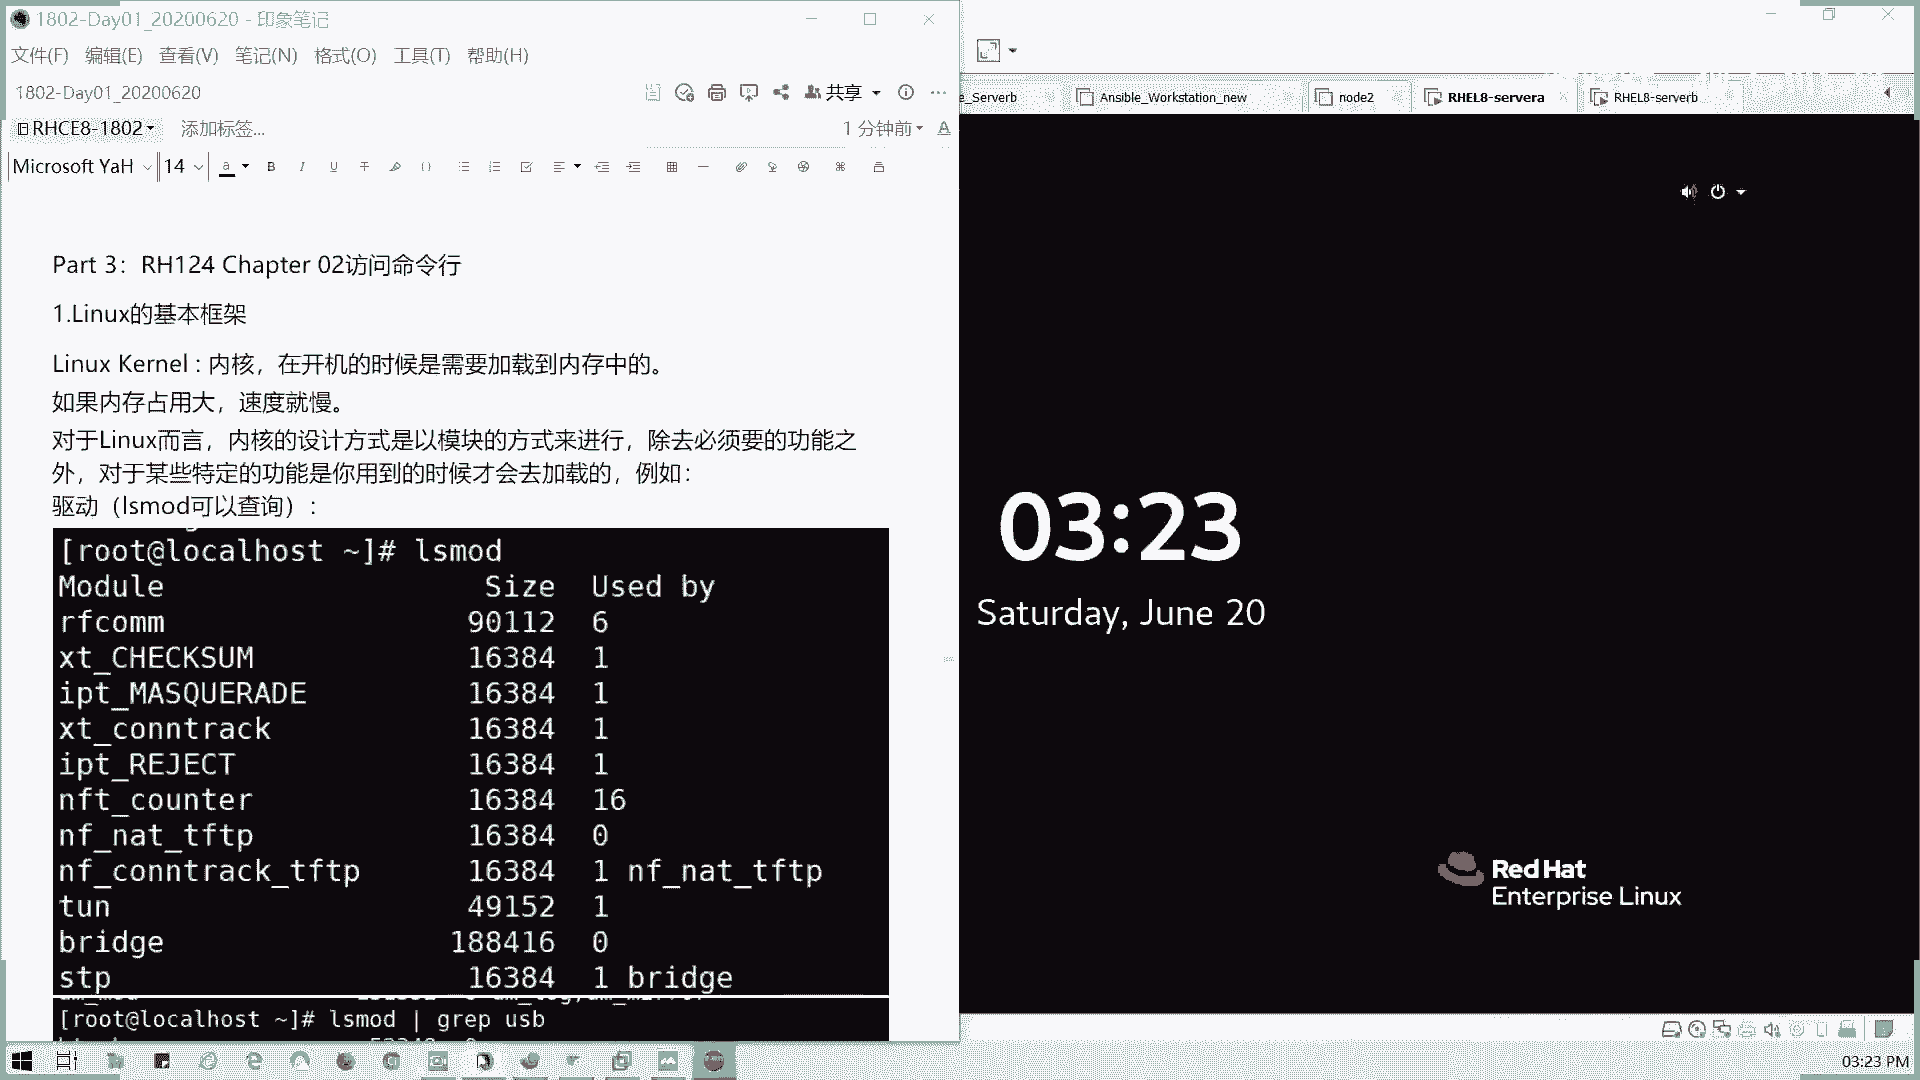 1802-Day01_20200620 - 印象笔记
文件(F) 编辑(E) 查看(V) 笔记(N) 格式(O) 工具(T) 帮助(H)
1802-Day01_20200620
共享
RHCE8-1802
添加标签...
1 分钟前
Microsoft YaH
14
Part 3：RH124 Chapter 02访问命令行
1.Linux的基本框架
Linux Kernel : 内核，在开机的时候是需要加载到内存中的。
如果内存占用大，速度就慢。
对于Linux而言，内核的设计方式是以模块的方式来进行，除去必须要的功能之
外，对于某些特定的功能是你用到的时候才会去加载的，例如：
驱动（lsmod可以查询）：
[root@localhost ~]# lsmod
Module Size Used by
rfcomm 90112 6
xt_CHECKSUM 16384 1
ipt_MASQUERADE 16384 1
xt_conntrack 16384 1
ipt_REJECT 16384 1
nft_counter 16384 16
nf_nat_tftp 16384 0
nf_conntrack_tftp 16384 1 nf_nat_tftp
tun 49152 1
bridge 188416 0
stp 16384 1 bridge
[root@localhost ~]# lsmod | grep usb
e_Serverb
Ansible_Workstation_new
node2
RHEL8-servera
RHEL8-serverb
03:23
Saturday, June 20
Red Hat
Enterprise Linux
03:23 PM